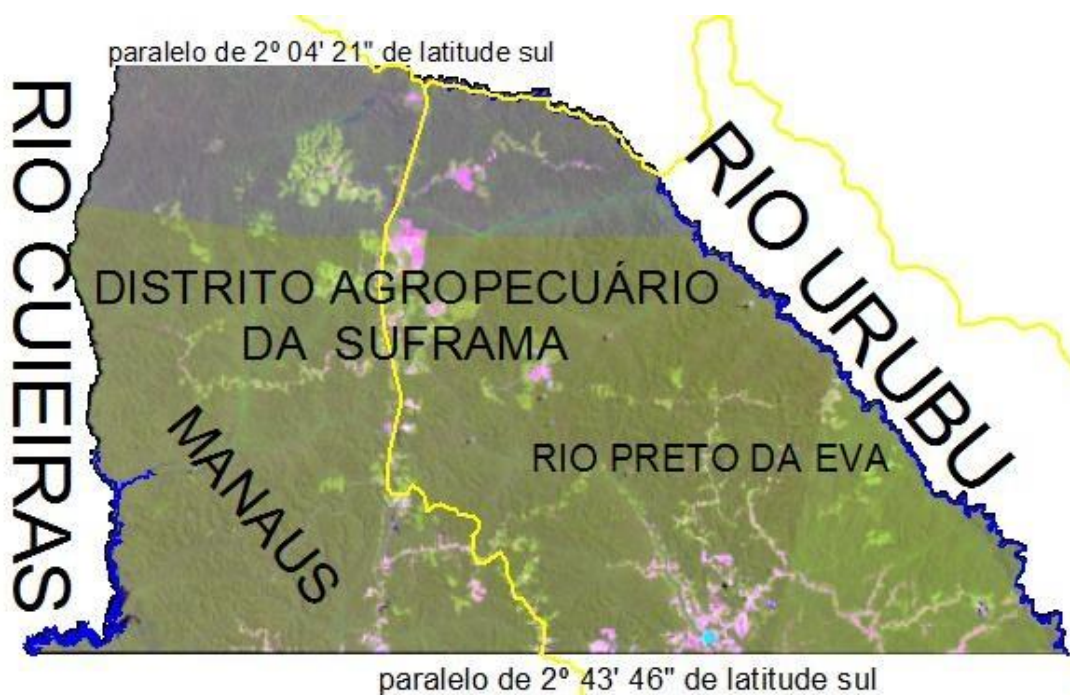 paralelo de 2º 04' 21" de latitude sul
RIO CUIEIRAS
RIO URUBU
DISTRITO AGROPECUÁRIO
DA SUFRAMA
MANAUS
RIO PRETO DA EVA
paralelo de 2º 43' 46" de latitude sul